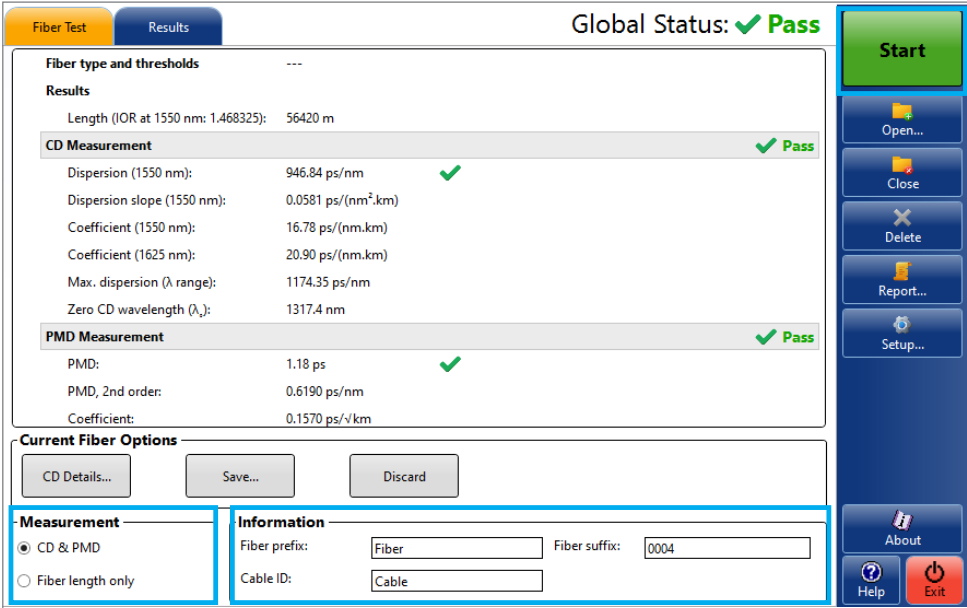 Fiber Test
Results
Global Status: ✔ Pass
Fiber type and thresholds ---
Results
Length (IOR at 1550 nm: 1.468325): 56420 m
CD Measurement ✔ Pass
Dispersion (1550 nm): 946.84 ps/nm ✔
Dispersion slope (1550 nm): 0.0581 ps/(nm².km)
Coefficient (1550 nm): 16.78 ps/(nm.km)
Coefficient (1625 nm): 20.90 ps/(nm.km)
Max. dispersion (λ range): 1174.35 ps/nm
Zero CD wavelength (λ₀): 1317.4 nm
PMD Measurement ✔ Pass
PMD: 1.18 ps ✔
PMD, 2nd order: 0.6190 ps/nm
Coefficient: 0.1570 ps/√km
Current Fiber Options
CD Details...
Save...
Discard
Measurement
CD & PMD
Fiber length only
Information
Fiber prefix: Fiber
Fiber suffix: 0004
Cable ID: Cable
Start
Open...
Close
Delete
Report...
Setup...
About
Help
Exit